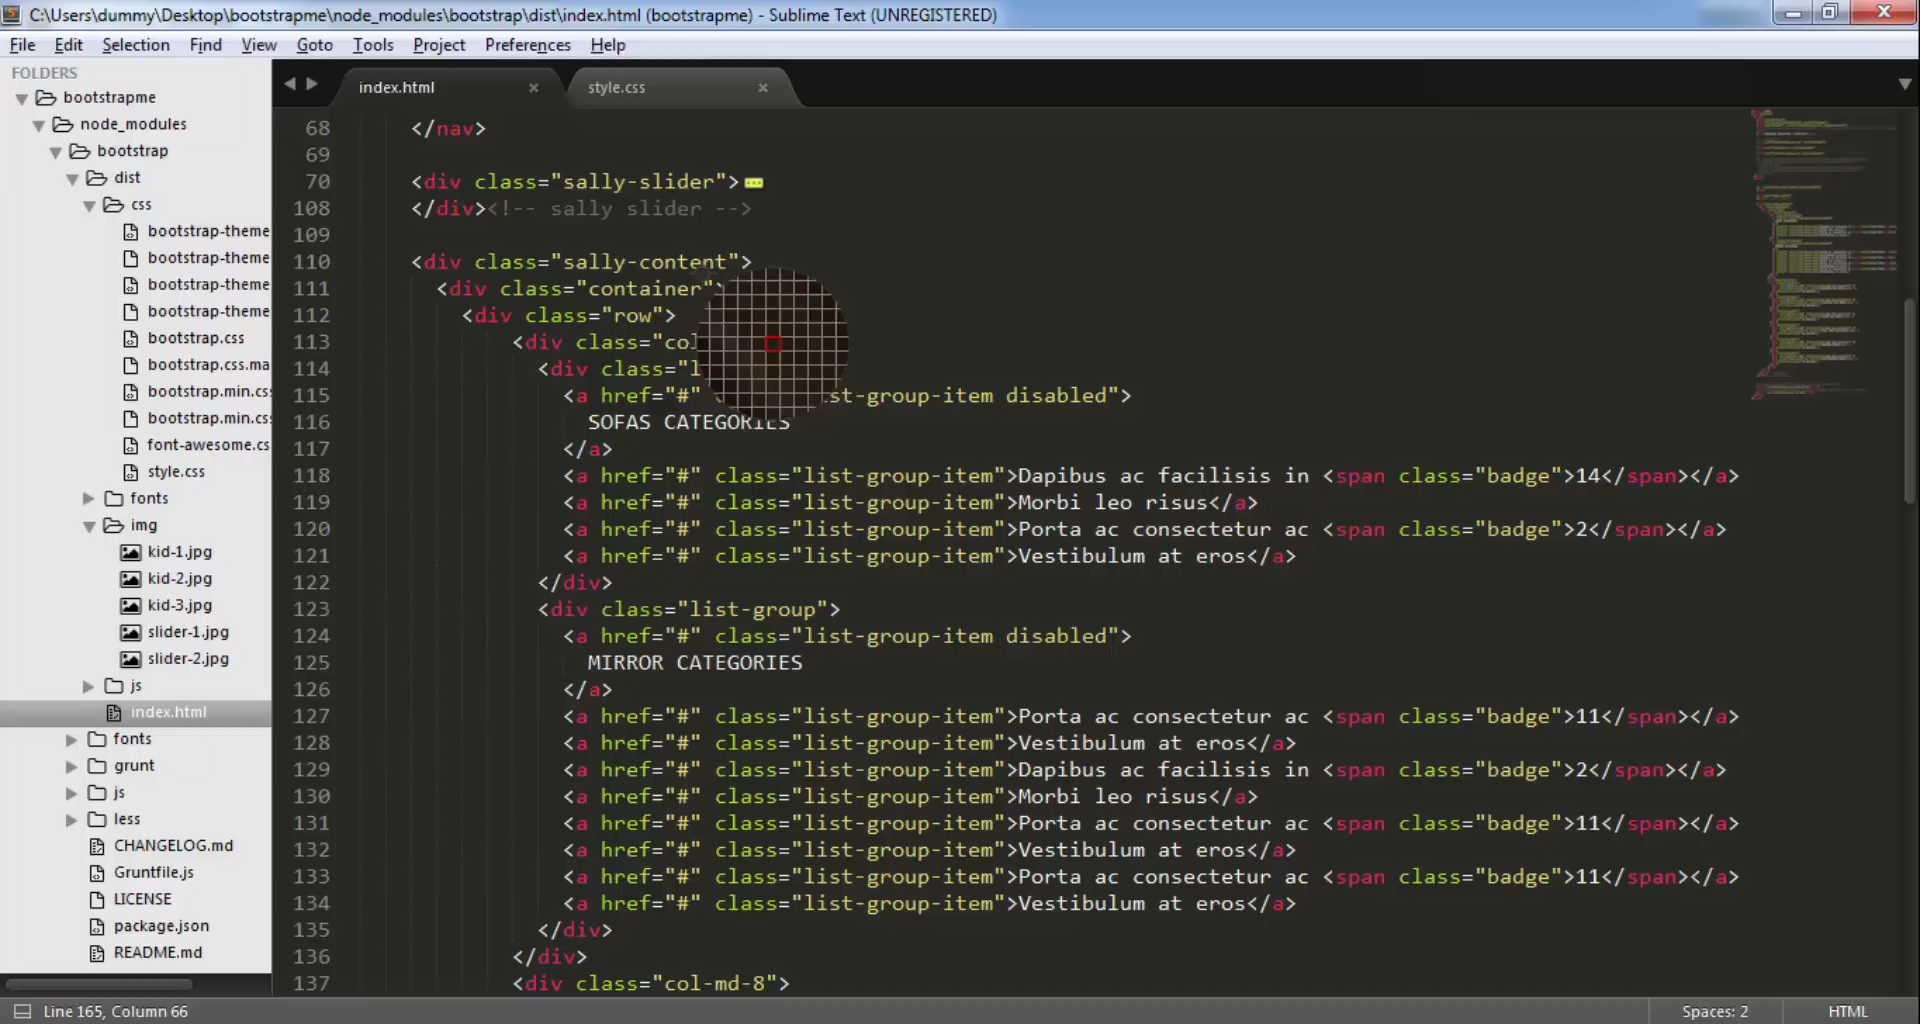 C:\Users\dummy\Desktop\bootstrapme\node_modules\bootstrap\dist\index.html (bootstrapme) - Sublime Text (UNREGISTERED)
File Edit Selection Find View Goto Tools Project Preferences Help
FOLDERS
bootstrapme
node_modules
bootstrap
dist
css
bootstrap-theme
bootstrap-theme
bootstrap-theme
bootstrap-theme
bootstrap.css
bootstrap.css.ma
bootstrap.min.cs
bootstrap.min.cs
font-awesome.cs
style.css
fonts
img
kid-1.jpg
kid-2.jpg
kid-3.jpg
slider-1.jpg
slider-2.jpg
js
index.html
fonts
grunt
js
less
CHANGELOG.md
Gruntfile.js
LICENSE
package.json
README.md
index.html × style.css ×
68 </nav>
69
70 <div class="sally-slider">
108 </div><!-- sally slider -->
109
110 <div class="sally-content">
111 <div class="container"
112 <div class="row">
113 <div class="col
114 <div class="l
115 <a href="#" st-group-item disabled">
116 SOFAS CATEGORIES
117 </a>
118 <a href="#" class="list-group-item">Dapibus ac facilisis in <span class="badge">14</span></a>
119 <a href="#" class="list-group-item">Morbi leo risus</a>
120 <a href="#" class="list-group-item">Porta ac consectetur ac <span class="badge">2</span></a>
121 <a href="#" class="list-group-item">Vestibulum at eros</a>
122 </div>
123 <div class="list-group">
124 <a href="#" class="list-group-item disabled">
125 MIRROR CATEGORIES
126 </a>
127 <a href="#" class="list-group-item">Porta ac consectetur ac <span class="badge">11</span></a>
128 <a href="#" class="list-group-item">Vestibulum at eros</a>
129 <a href="#" class="list-group-item">Dapibus ac facilisis in <span class="badge">2</span></a>
130 <a href="#" class="list-group-item">Morbi leo risus</a>
131 <a href="#" class="list-group-item">Porta ac consectetur ac <span class="badge">11</span></a>
132 <a href="#" class="list-group-item">Vestibulum at eros</a>
133 <a href="#" class="list-group-item">Porta ac consectetur ac <span class="badge">11</span></a>
134 <a href="#" class="list-group-item">Vestibulum at eros</a>
135 </div>
136 </div>
137 <div class="col-md-8">
Line 165, Column 66 Spaces: 2 HTML